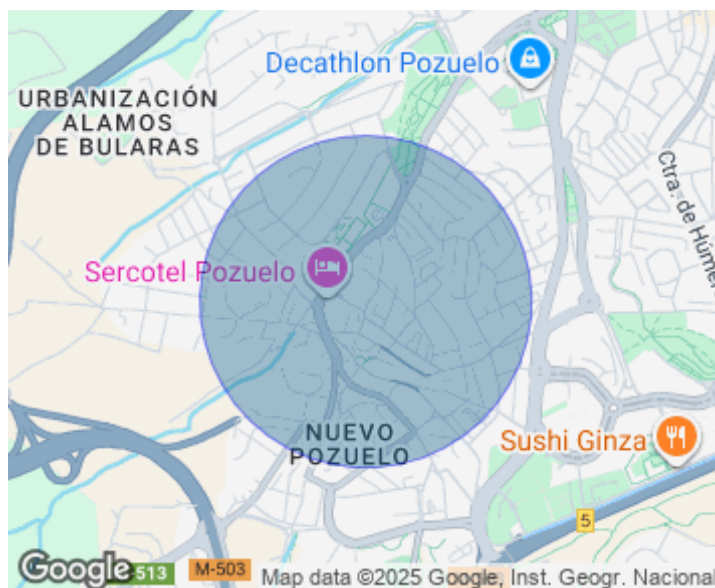 Decathlon Pozuelo
URBANIZACIÓN
ALAMOS
DE BULARAS
Ctra. de Húmer
Sercotel Pozuelo
NUEVO
POZUELO
Sushi Ginza
5
Google
513
M-503
Map data ©2025 Google, Inst. Geogr. Nacional